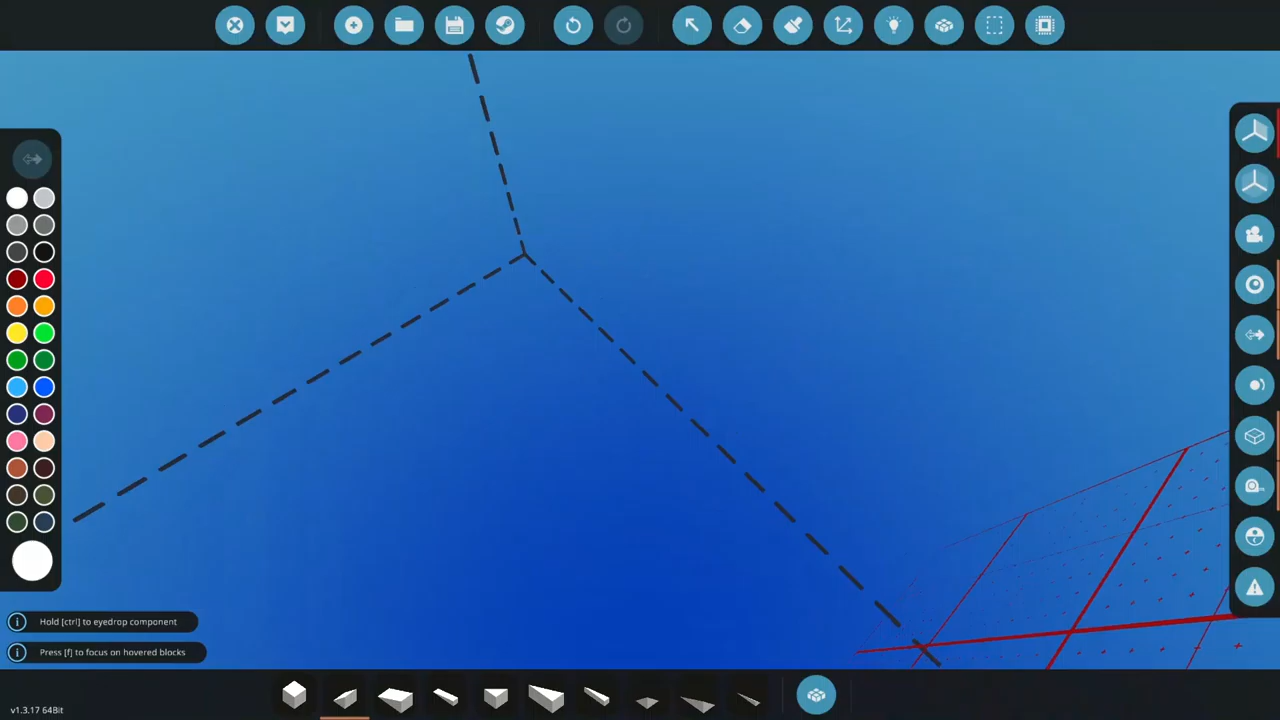 Hold [ctrl] to eyedrop component
Press [f] to focus on hovered blocks
v1.3.17 64Bit